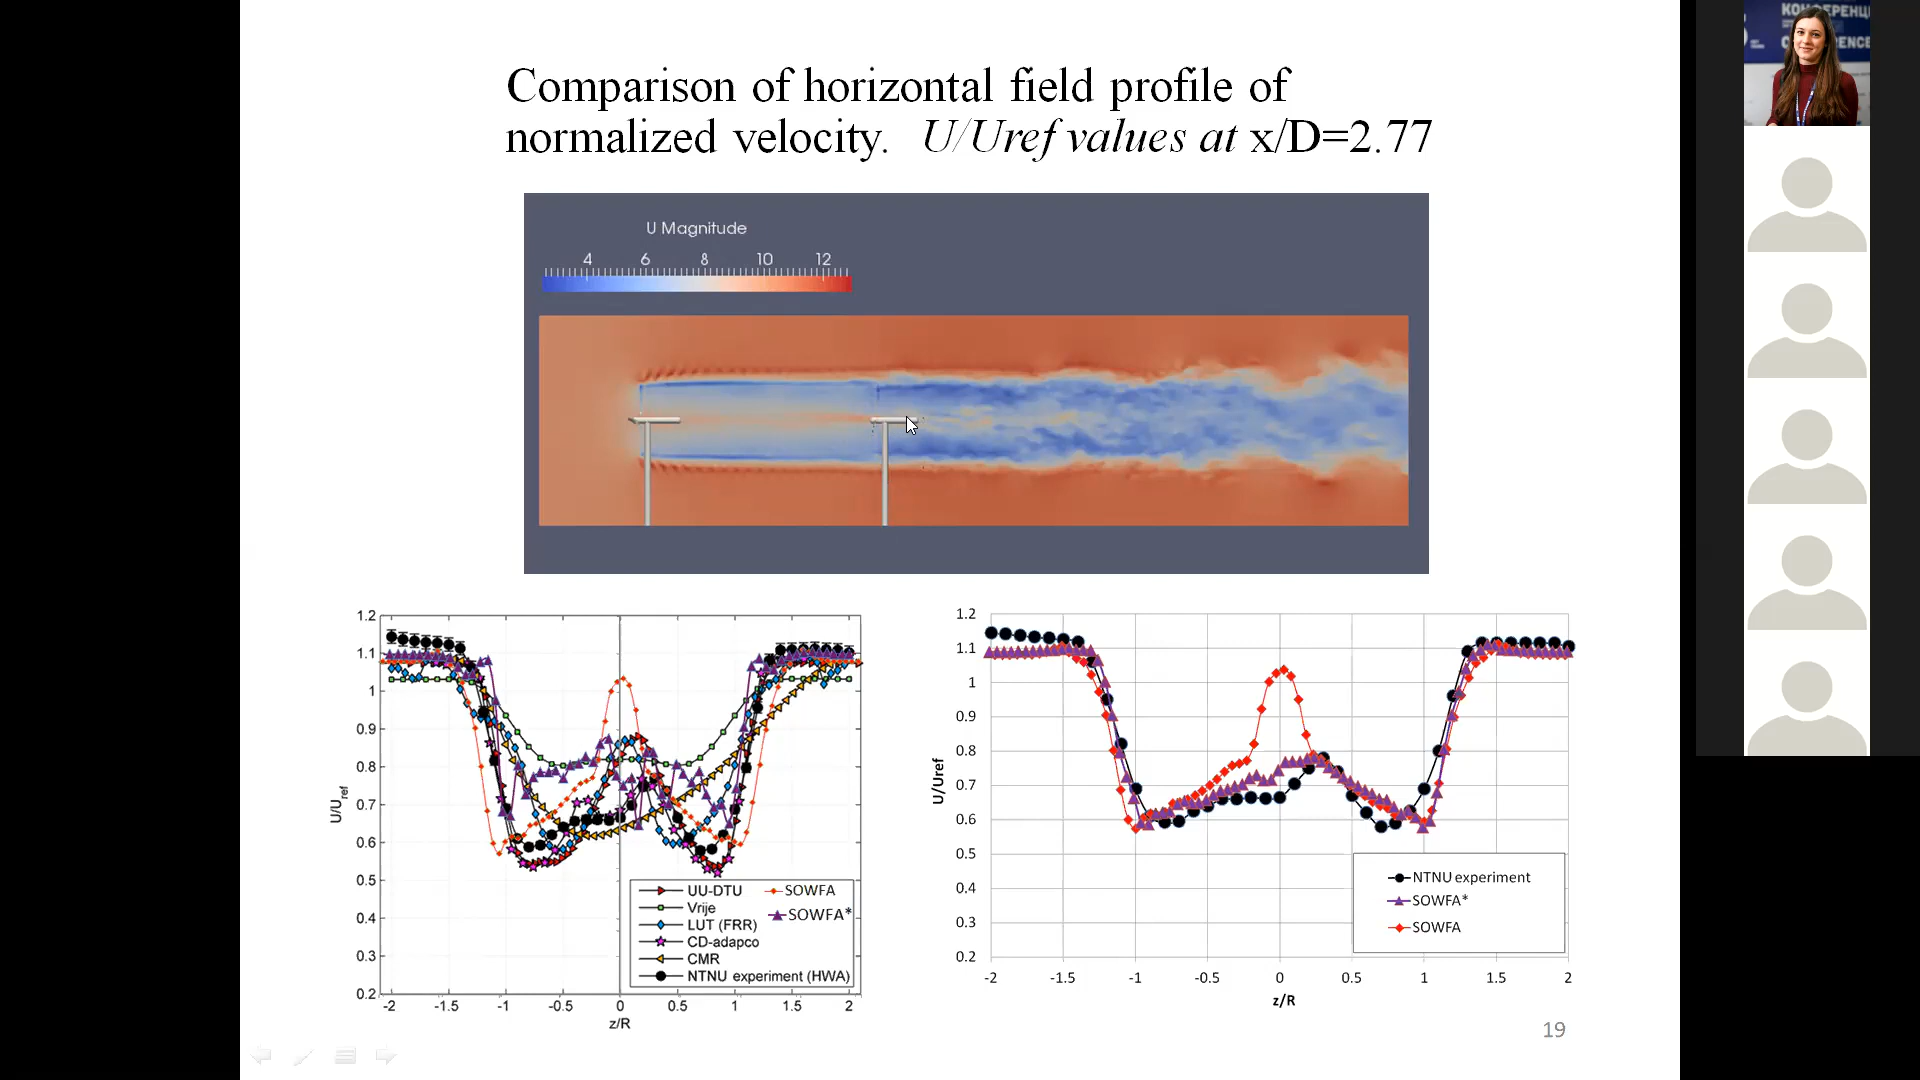 Comparison of horizontal field profile of
normalized velocity. U/Uref values at x/D=2.77
U Magnitude
4 6 8 10 12
1.2
1.1
1
0.9
0.8
0.7
0.6
0.5
0.4
0.3
0.2
U/Uref
-2 -1.5 -1 -0.5 0 0.5 1 1.5 2
z/R
UU-DTU
Vrije
LUT (FRR)
CD-adapco
CMR
NTNU experiment (HWA)
SOWFA
SOWFA*
1.2
1.1
1
0.9
0.8
0.7
0.6
0.5
0.4
0.3
0.2
U/Uref
-2 -1.5 -1 -0.5 0 0.5 1 1.5 2
z/R
NTNU experiment
SOWFA*
SOWFA
19